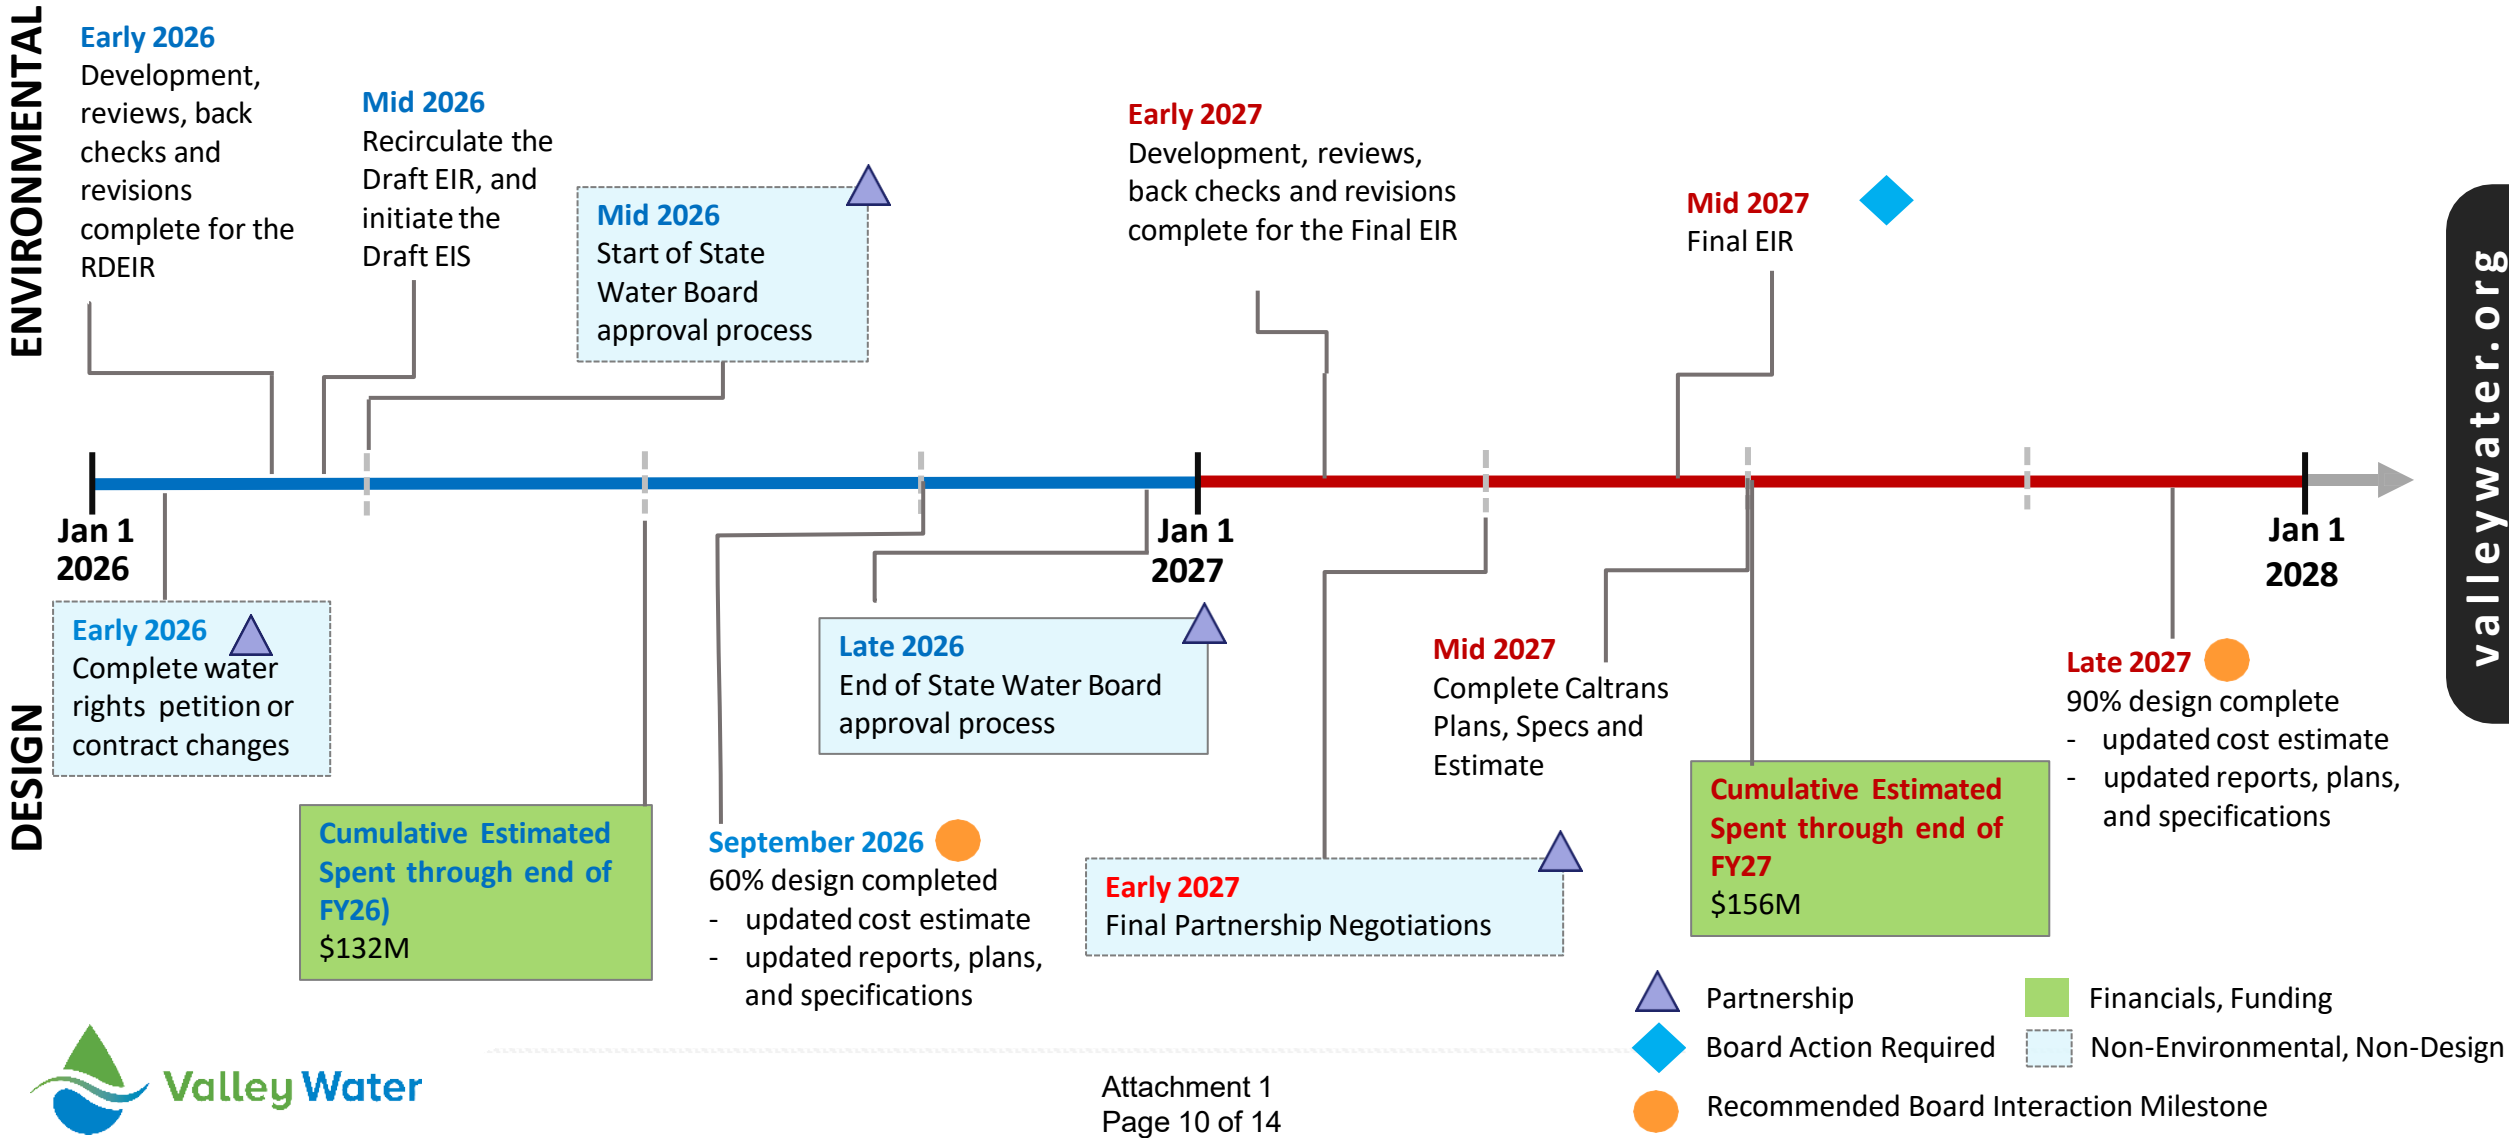 ENVIRONMENTAL
Early 2026
Development,
reviews, back
checks and
revisions
complete for the
RDEIR
Mid 2026
Recirculate the
Draft EIR, and
initiate the
Draft EIS
Mid 2026
Start of State
Water Board
approval process
Early 2027
Development, reviews,
back checks and revisions
complete for the Final EIR
Mid 2027
Final EIR
valleywater.org
Jan 1
2026
Jan 1
2027
Jan 1
2028
DESIGN
Early 2026
Complete water
rights petition or
contract changes
Cumulative Estimated
Spent through end of
FY26)
$132M
September 2026
60% design completed
- updated cost estimate
- updated reports, plans,
and specifications
Late 2026
End of State Water Board
approval process
Early 2027
Final Partnership Negotiations
Mid 2027
Complete Caltrans
Plans, Specs and
Estimate
Cumulative Estimated
Spent through end of
FY27
$156M
Late 2027
90% design complete
- updated cost estimate
- updated reports, plans,
and specifications
Partnership
Financials, Funding
Board Action Required
Non-Environmental, Non-Design
Recommended Board Interaction Milestone
Valley Water
Attachment 1
Page 10 of 14